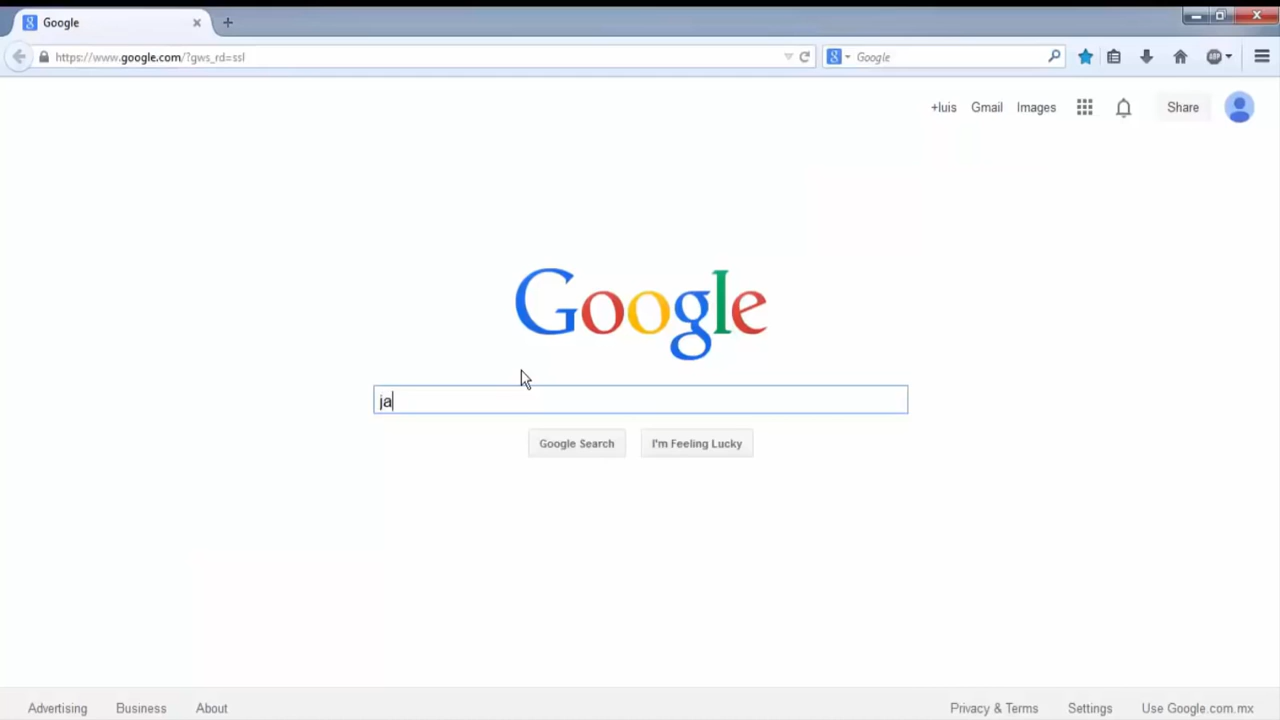 Google
https://www.google.com/?gws_rd=ssl
Google
+luis Gmail Images Share
Google
ja
Google Search I'm Feeling Lucky
Advertising Business About Privacy & Terms Settings Use Google.com.mx